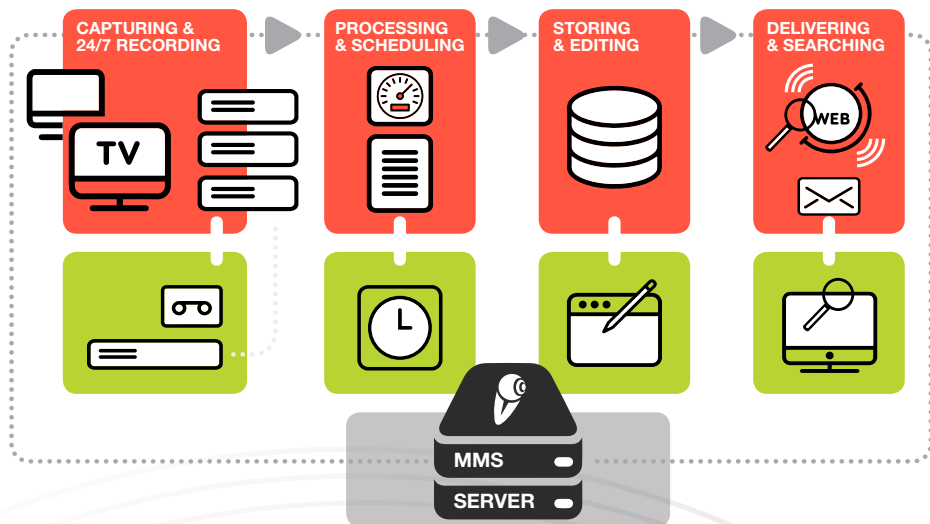 CAPTURING &
24/7 RECORDING
PROCESSING
& SCHEDULING
STORING
& EDITING
DELIVERING
& SEARCHING
TV
WEB
MMS
SERVER